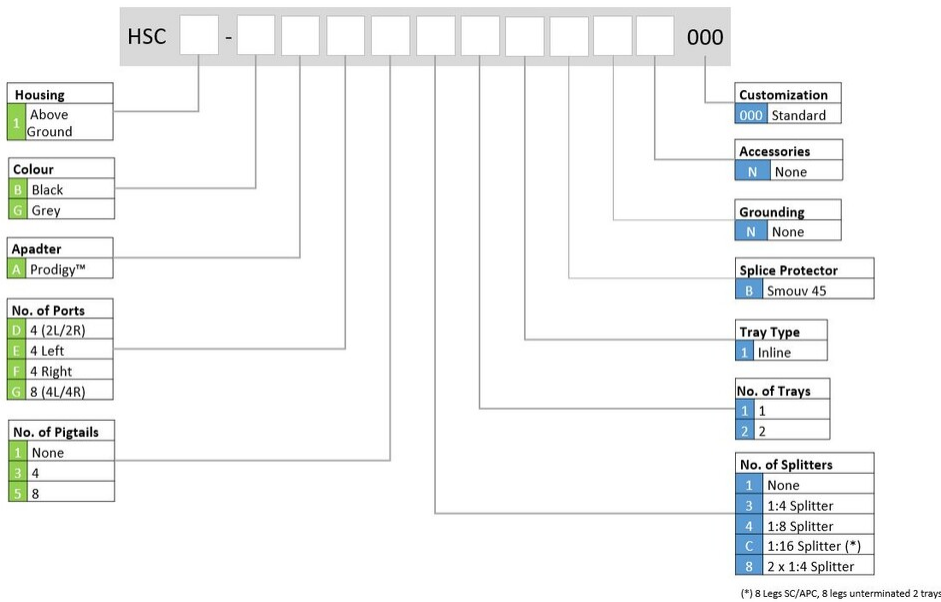 HSC - 000
Housing
1 Above
Ground
Colour
B Black
G Grey
Apadter
A Prodigy™
No. of Ports
D 4 (2L/2R)
E 4 Left
F 4 Right
G 8 (4L/4R)
No. of Pigtails
1 None
3 4
5 8
Customization
000 Standard
Accessories
N None
Grounding
N None
Splice Protector
B Smouv 45
Tray Type
1 Inline
No. of Trays
1 1
2 2
No. of Splitters
1 None
3 1:4 Splitter
4 1:8 Splitter
C 1:16 Splitter (*)
8 2 x 1:4 Splitter
(*) 8 Legs SC/APC, 8 legs unterminated 2 trays